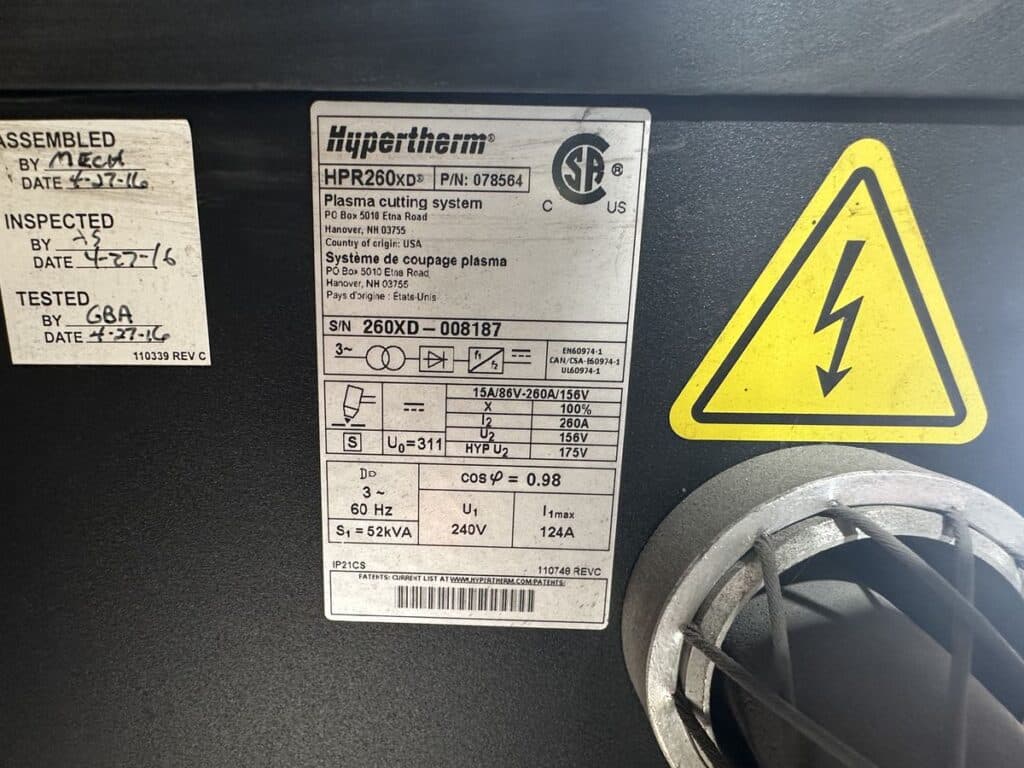 ASSEMBLED
BY MECH
DATE 4-27-16
INSPECTED
BY
DATE 4-27-16
TESTED
BY GBA
DATE 4-27-16
110339 REV C
Hypertherm®
HPR260XD® P/N: 078564
Plasma cutting system
PO Box 5010 Etna Road
Hanover, NH 03755
Country of origin: USA
Système de coupage plasma
PO Box 5010 Etna Road
Hanover, NH 03755
Pays d'origine : États-Unis
CSA®
C US
S/N 260XD-008187
3~ f1 f2
EN60974-1
CAN/CSA-E60974-1
UL60974-1
S
U0=311
15A/86V-260A/156V
X 100%
I2 260A
U2 156V
HYP U2 175V
3~
60 Hz
S1 = 52kVA
cos φ = 0.98
U1 I1max
240V 124A
IP21CS 110748 REVC
PATENTS: CURRENT LIST AT WWW.HYPERTHERM.COM/PATENTS: